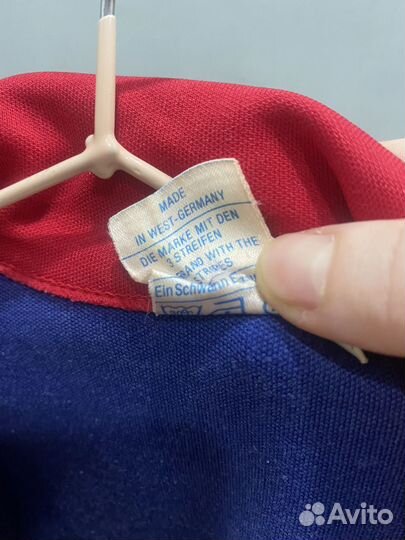 MADE
IN WEST-GERMANY
DIE MARKE MIT DEN
3 STREIFEN
BRAND WITH THE
STRIPES
Ein Schwann
Avito